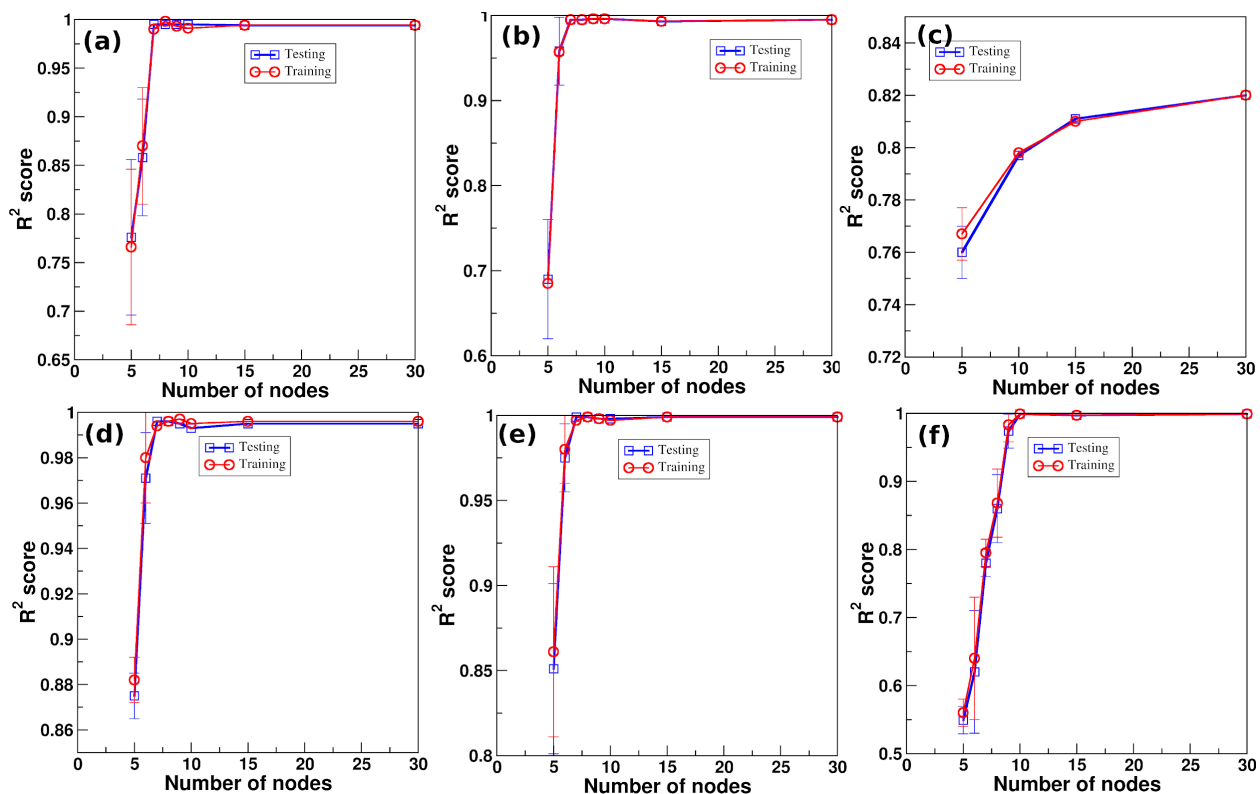 (a)
1
0.95
0.9
0.85
0.8
0.75
0.7
0.65
R² score
0 5 10 15 20 25 30
Number of nodes
Testing
Training
(b)
1
0.9
0.8
0.7
0.6
R² score
0 5 10 15 20 25 30
Number of nodes
Testing
Training
(c)
0.84
0.82
0.8
0.78
0.76
0.74
0.72
R² score
0 5 10 15 20 25 30
Number of nodes
Testing
Training
(d)
1
0.98
0.96
0.94
0.92
0.9
0.88
0.86
R² score
0 5 10 15 20 25 30
Number of nodes
Testing
Training
(e)
1
0.95
0.9
0.85
0.8
R² score
0 5 10 15 20 25 30
Number of nodes
Testing
Training
(f)
1
0.9
0.8
0.7
0.6
0.5
R² score
0 5 10 15 20 25 30
Number of nodes
Testing
Training